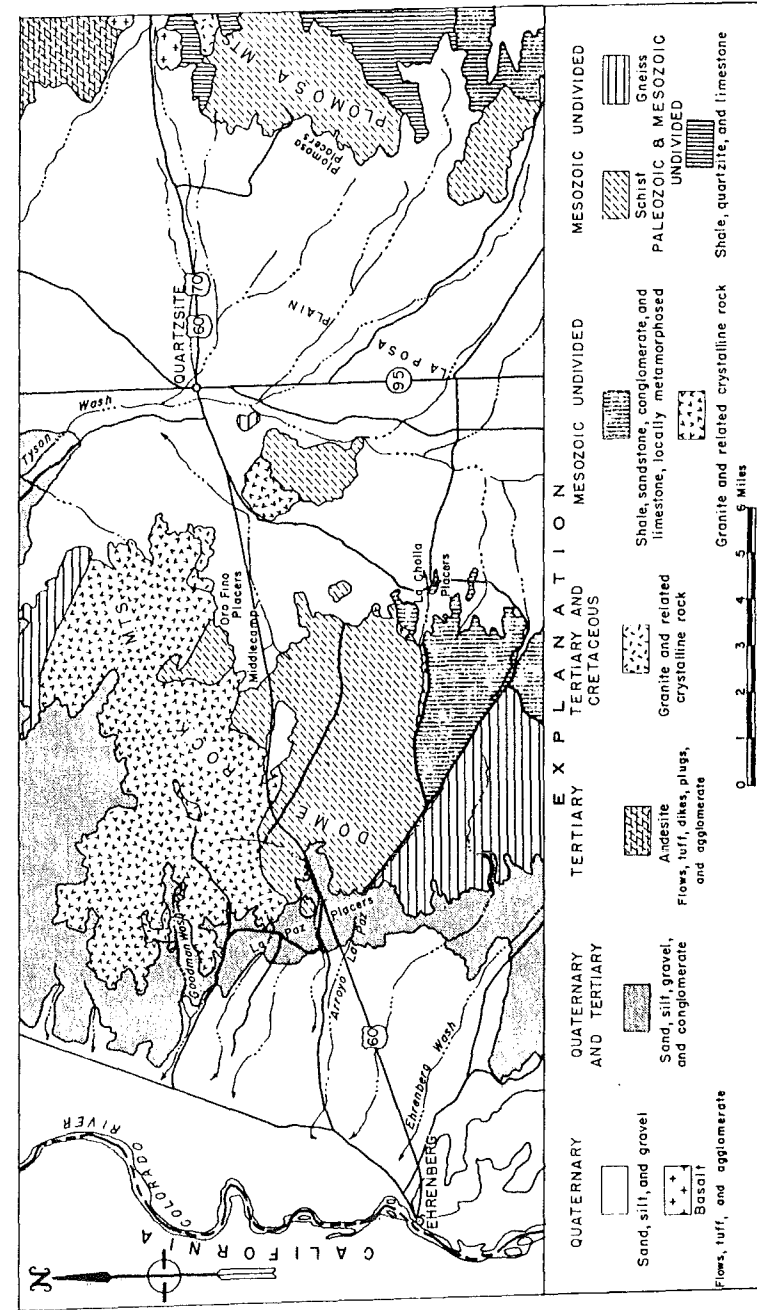 N
CALIFORNIA
COLORADO RIVER
EHRENBERG
Ehrenberg Wash
60
Arroyo La Paz
La Paz Placers
Goodman Wash
DOME ROCK MTS
Middlecamp
Oro Fino
Placers
La Cholla
Placers
Tyson Wash
QUARTZSITE
60
70
95
LA POSA PLAIN
Plomosa
Placers
PLOMOSA MTS
EXPLANATION
QUATERNARY
Sand, silt, and gravel
Basalt
Flows, tuff, and agglomerate
QUATERNARY
AND TERTIARY
Sand, silt, gravel,
and conglomerate
TERTIARY
Andesite
Flows, tuff, dikes, plugs,
and agglomerate
TERTIARY AND
CRETACEOUS
Granite and related
crystalline rock
MESOZOIC UNDIVIDED
Shale, sandstone, conglomerate, and
limestone, locally metamorphosed
Granite and related crystalline rock
MESOZOIC UNDIVIDED
Schist
Gneiss
PALEOZOIC & MESOZOIC
UNDIVIDED
Shale, quartzite, and limestone
0 1 2 3 4 5 6 Miles